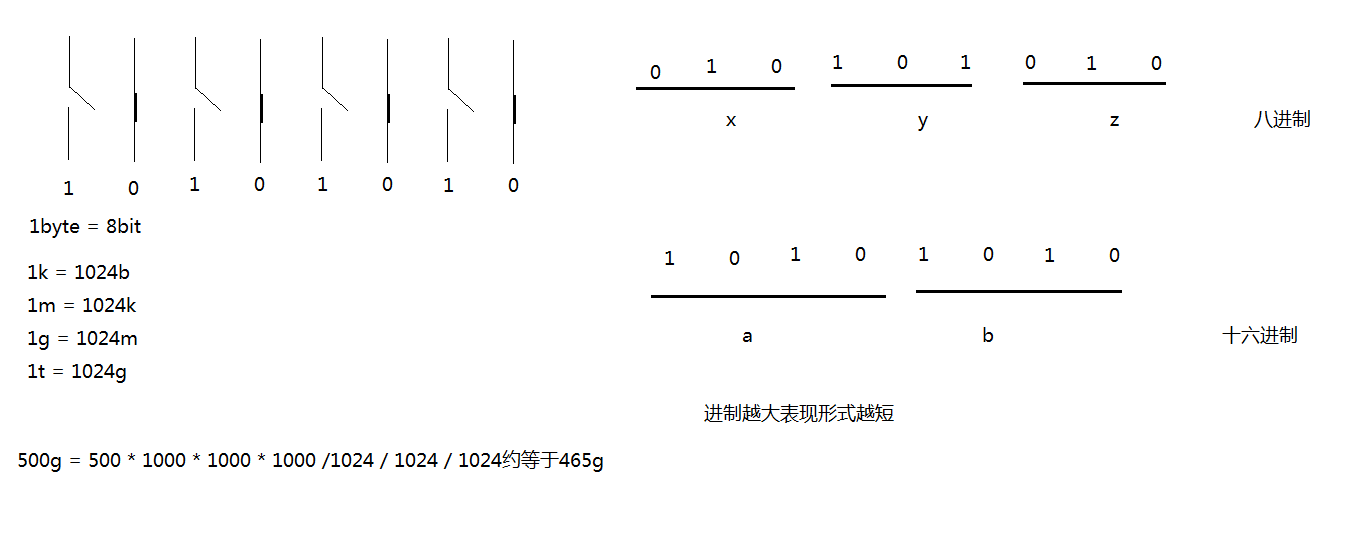 1 0 1 0 1 0 1 0
1byte = 8bit
1k = 1024b
1m = 1024k
1g = 1024m
1t = 1024g
500g = 500 * 1000 * 1000 * 1000 /1024 / 1024 / 1024约等于465g
0 1 0 1 0 1 0 1 0
x y z 八进制
1 0 1 0 1 0 1 0
a b 十六进制
进制越大表现形式越短